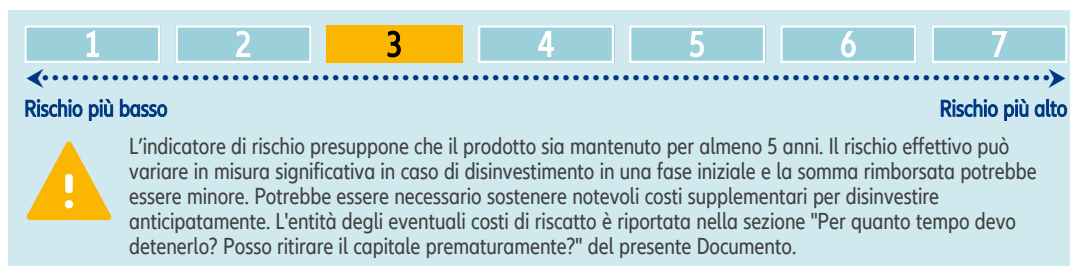 1 2 3 4 5 6 7
Rischio più basso Rischio più alto
L'indicatore di rischio presuppone che il prodotto sia mantenuto per almeno 5 anni. Il rischio effettivo può
variare in misura significativa in caso di disinvestimento in una fase iniziale e la somma rimborsata potrebbe
essere minore. Potrebbe essere necessario sostenere notevoli costi supplementari per disinvestire
anticipatamente. L'entità degli eventuali costi di riscatto è riportata nella sezione "Per quanto tempo devo
detenerlo? Posso ritirare il capitale prematuramente?" del presente Documento.